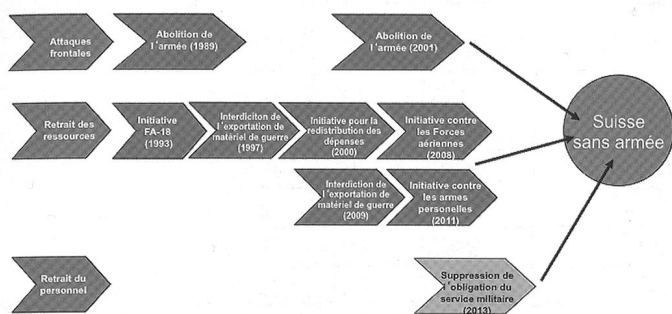 Attaques
frontales
Abolition de
l'armée (1989)
Abolition de
l'armée (2001)
Retrait des
ressources
Initiative
FA-18
(1993)
Interdiciton de
l'exportation de
matériel de guerre
(1997)
Initiative pour la
redistribution des
dépenses
(2000)
Initiative contre
les Forces
aériennes
(2008)
Suisse
sans armée
Interdiction de
l'exportation de
matériel de guerre
(2009)
Initiative contre
les armes
personelles
(2011)
Retrait du
personnel
Suppression de
l'obligation du
service militaire
(2013)